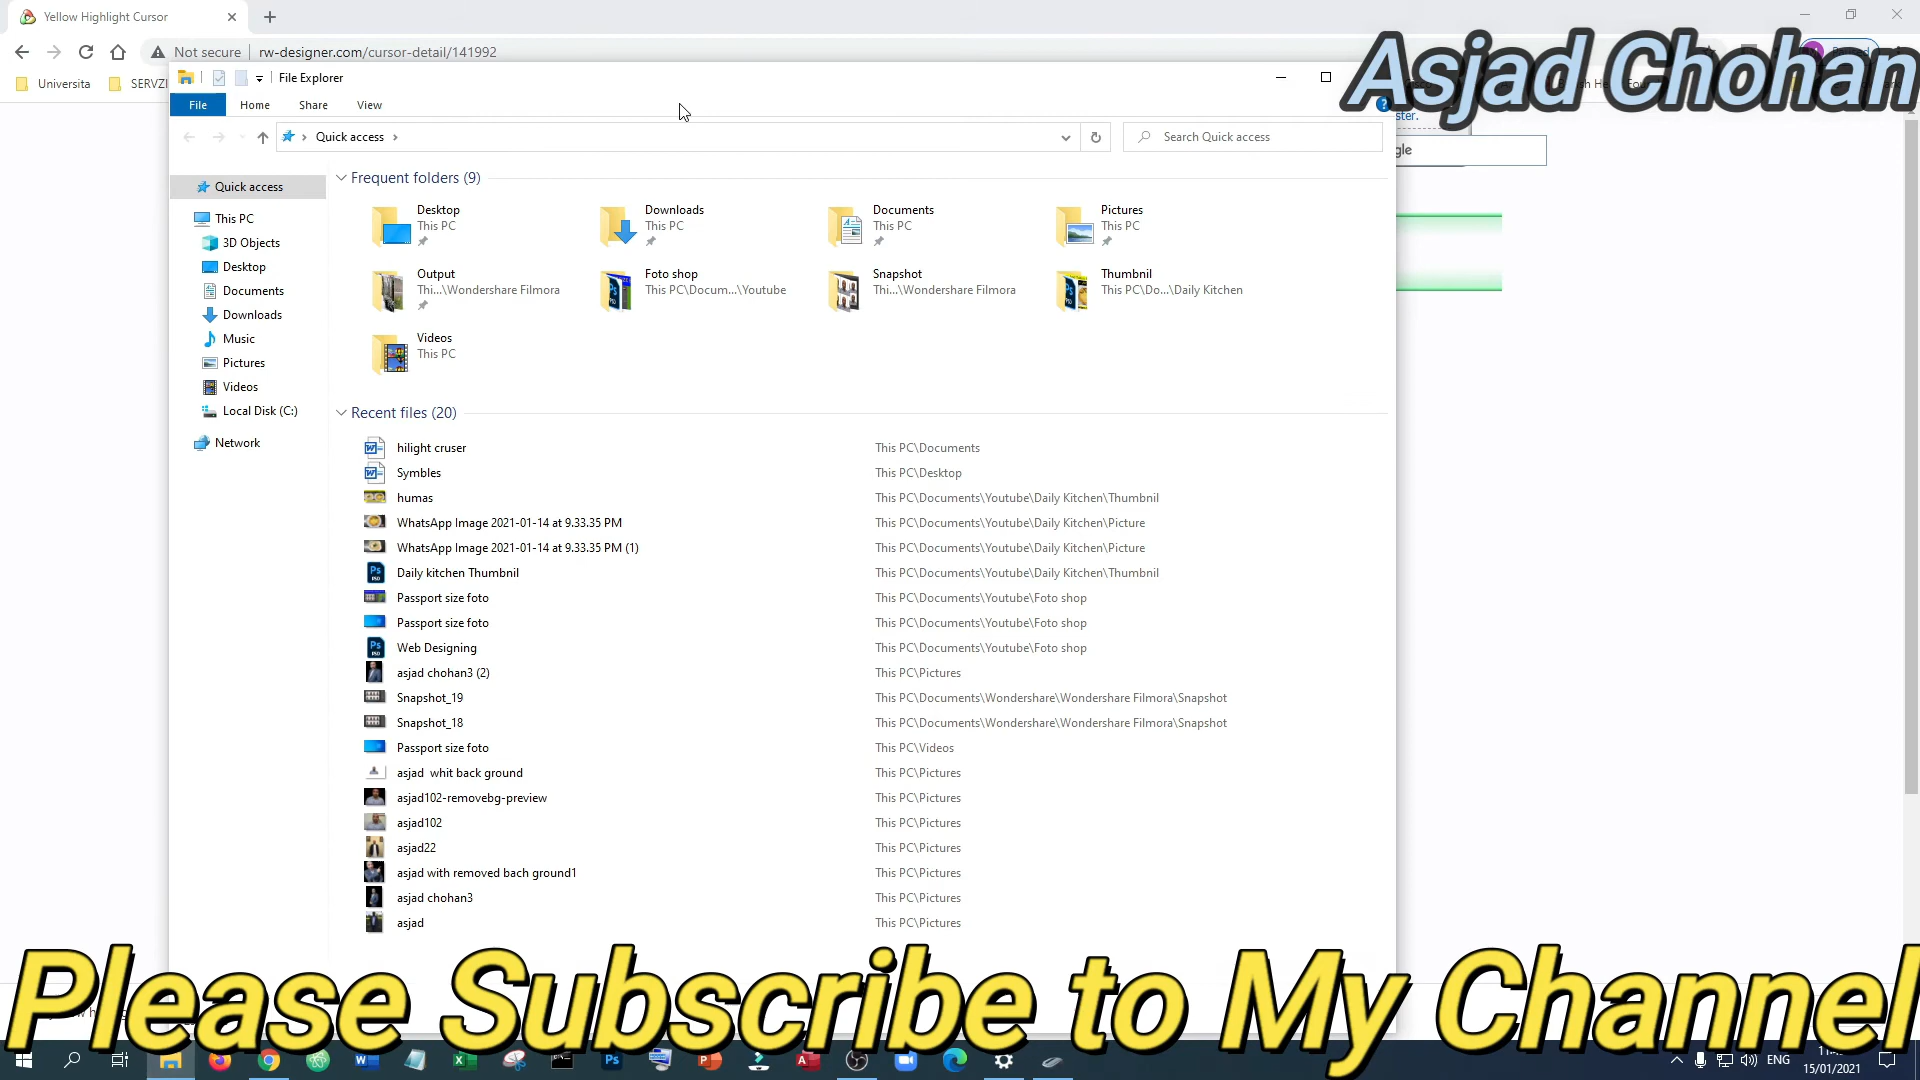 Yellow Highlight Cursor
Not secure | rw-designer.com/cursor-detail/141992
Asjad Chohan
Universita
File Explorer
File Home Share View
ster.
Quick access
Search Quick access
gle
Quick access
This PC
3D Objects
Desktop
Documents
Downloads
Music
Pictures
Videos
Local Disk (C:)
Network
Frequent folders (9)
Desktop
This PC
Downloads
This PC
Documents
This PC
Pictures
This PC
Output
Thi...\Wondershare Filmora
Foto shop
This PC\Docum...\Youtube
Snapshot
Thi...\Wondershare Filmora
Thumbnil
This PC\Do...\Daily Kitchen
Videos
This PC
Recent files (20)
hilight cruser This PC\Documents
Symbles This PC\Desktop
humas This PC\Documents\Youtube\Daily Kitchen\Thumbnil
WhatsApp Image 2021-01-14 at 9.33.35 PM This PC\Documents\Youtube\Daily Kitchen\Picture
WhatsApp Image 2021-01-14 at 9.33.35 PM (1) This PC\Documents\Youtube\Daily Kitchen\Picture
Daily kitchen Thumbnil This PC\Documents\Youtube\Daily Kitchen\Thumbnil
Passport size foto This PC\Documents\Youtube\Foto shop
Passport size foto This PC\Documents\Youtube\Foto shop
Web Designing This PC\Documents\Youtube\Foto shop
asjad chohan3 (2) This PC\Pictures
Snapshot_19 This PC\Documents\Wondershare\Wondershare Filmora\Snapshot
Snapshot_18 This PC\Documents\Wondershare\Wondershare Filmora\Snapshot
Passport size foto This PC\Videos
asjad whit back ground This PC\Pictures
asjad102-removebg-preview This PC\Pictures
asjad102 This PC\Pictures
asjad22 This PC\Pictures
asjad with removed bach ground1 This PC\Pictures
asjad chohan3 This PC\Pictures
asjad This PC\Pictures
Please Subscribe to My Channel
ENG
15/01/2021